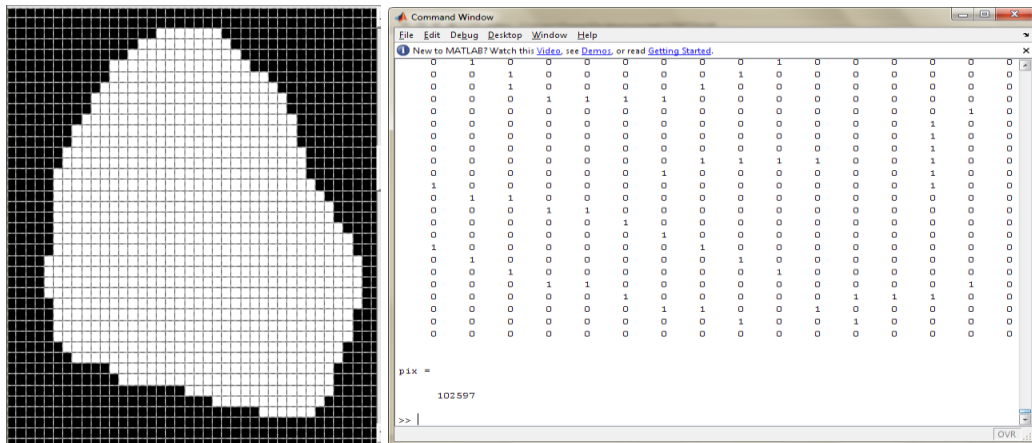 Command Window
File Edit Debug Desktop Window Help
New to MATLAB? Watch this Video, see Demos, or read Getting Started.
0 1 0 0 0 0 0 0 0 1 0 0 0 0 0 0
0 0 1 0 0 0 0 0 1 0 0 0 0 0 0 0
0 0 1 0 0 0 0 1 0 0 0 0 0 0 0 0
0 0 0 1 1 1 1 0 0 0 0 0 0 0 0 0
0 0 0 0 0 0 0 0 0 0 0 0 0 0 1 0
0 0 0 0 0 0 0 0 0 0 0 0 0 1 0 0
0 0 0 0 0 0 0 0 0 0 0 0 0 1 0 0
0 0 0 0 0 0 0 0 0 0 0 0 0 0 0 0
0 0 0 0 0 0 0 1 1 1 1 0 0 1 0 0
0 0 0 0 0 0 1 0 0 0 0 0 0 1 0 0
1 0 0 0 0 0 0 0 0 0 0 0 0 1 0 0
0 1 1 0 0 0 0 0 0 0 0 0 0 0 0 0
0 0 0 1 1 0 0 0 0 0 0 0 0 0 0 0
0 0 0 0 0 1 0 0 0 0 0 0 0 0 0 0
0 0 0 0 0 0 1 0 0 0 0 0 0 0 0 0
1 0 0 0 0 0 0 1 0 0 0 0 0 0 0 0
0 1 0 0 0 0 0 0 1 0 0 0 0 0 0 0
0 0 1 0 0 0 0 0 0 1 0 0 0 0 0 0
0 0 0 1 1 0 0 0 0 0 0 0 0 0 1 0
0 0 0 0 0 1 0 0 0 0 0 1 1 1 0 0
0 0 0 0 0 0 1 1 0 0 1 0 0 0 0 0
0 0 0 0 0 0 0 0 1 0 0 1 0 0 0 0
0 0 0 0 0 0 0 0 0 0 0 0 0 0 0 0
pix =
102597
>>
OVR